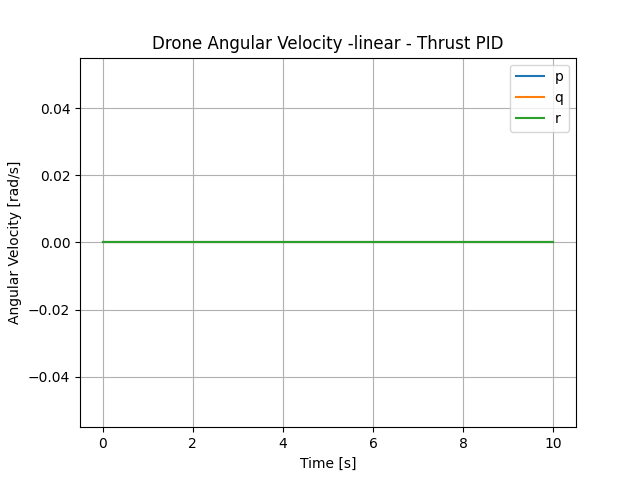 Drone Angular Velocity -linear - Thrust PID
p
q
r
0.04
0.02
0.00
−0.02
−0.04
Angular Velocity [rad/s]
0 2 4 6 8 10
Time [s]